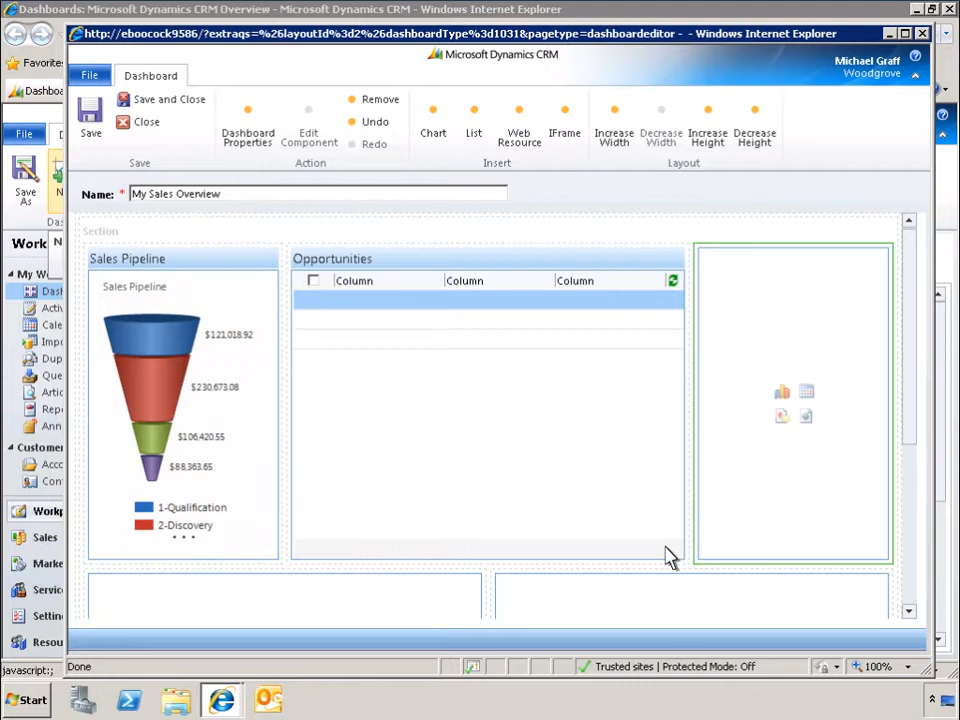 Dashboards: Microsoft Dynamics CRM Overview - Microsoft Dynamics CRM - Windows Internet Explorer
http://eboocock9586/?extraqs=%26layoutId%3d2%26dashboardType%3d1031&pagetype=dashboardeditor - - Windows Internet Explorer
Favorites
Dashboa
Microsoft Dynamics CRM
Michael Graff
Woodgrove
File
Dashboard
Save
Save and Close
Close
Save
Dashboard Properties
Edit Component
Remove
Undo
Redo
Action
Chart
List
Web Resource
IFrame
Insert
Increase Width
Decrease Width
Increase Height
Decrease Height
Layout
File
Save As
N
Das
Work
N
Name: * My Sales Overview
Section
Sales Pipeline
Sales Pipeline
$121,018.92
$230,673.08
$106,420.55
$88,363.65
1-Qualification
2-Discovery
Opportunities
Column
Column
Column
My W
Dash
Activ
Cale
Impo
Dup
Que
Artic
Repo
Ann
Customer
Acco
Cont
Workp
Sales
Marke
Service
Settin
Resou
javascript:;
Done
Trusted sites | Protected Mode: Off
100%
Start